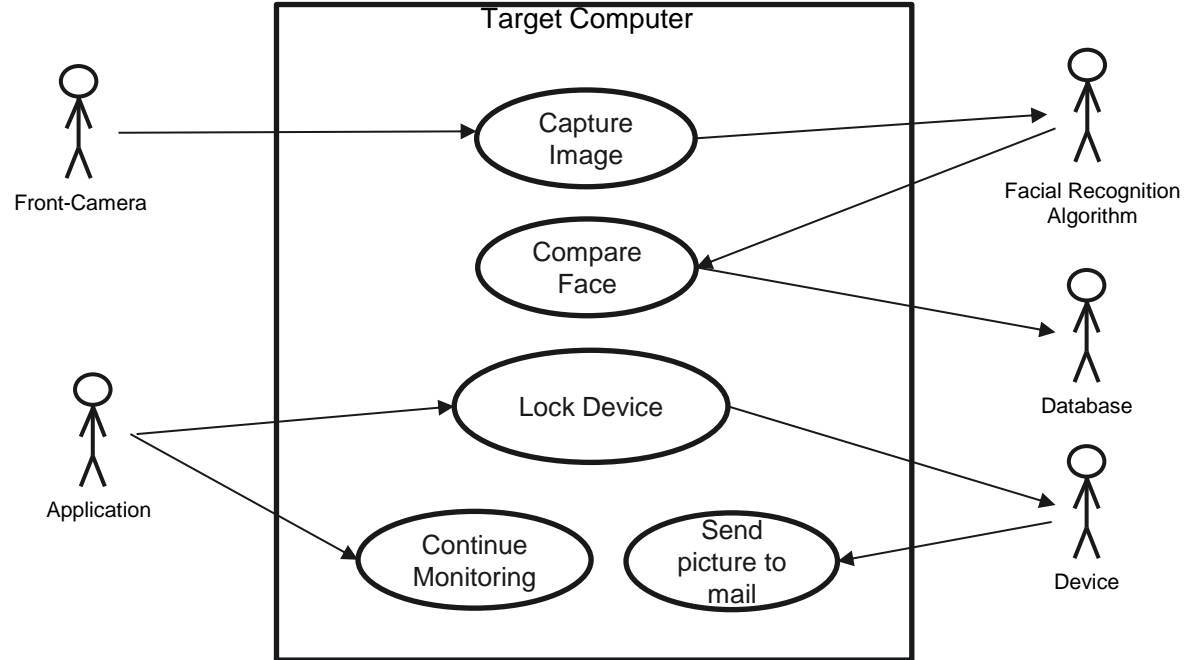 Target Computer
Capture
Image
Front-Camera
Facial Recognition
Algorithm
Compare
Face
Lock Device
Database
Application
Continue
Monitoring
Send
picture to
mail
Device